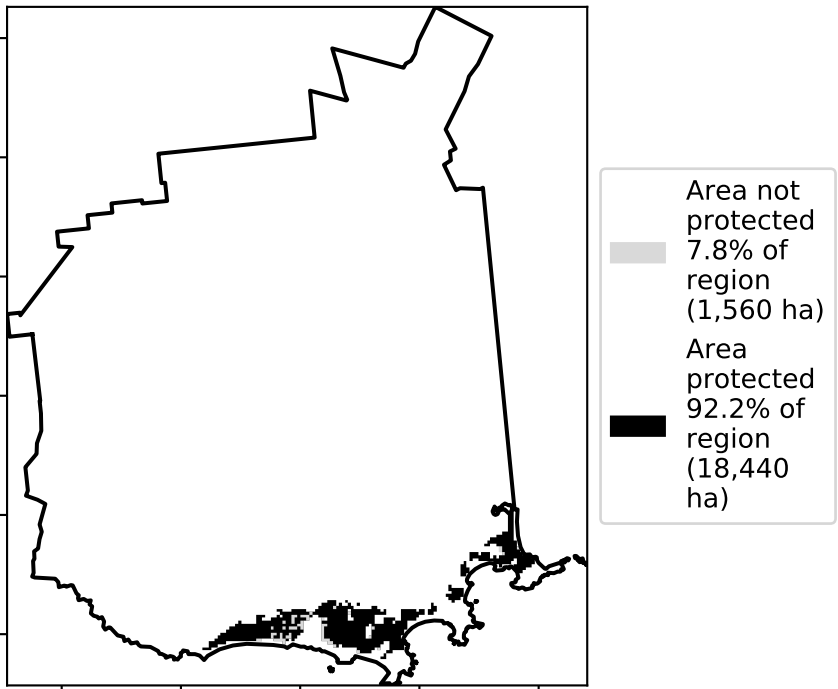 Area not
protected
7.8% of
region
(1,560 ha)
Area
protected
92.2% of
region
(18,440
ha)